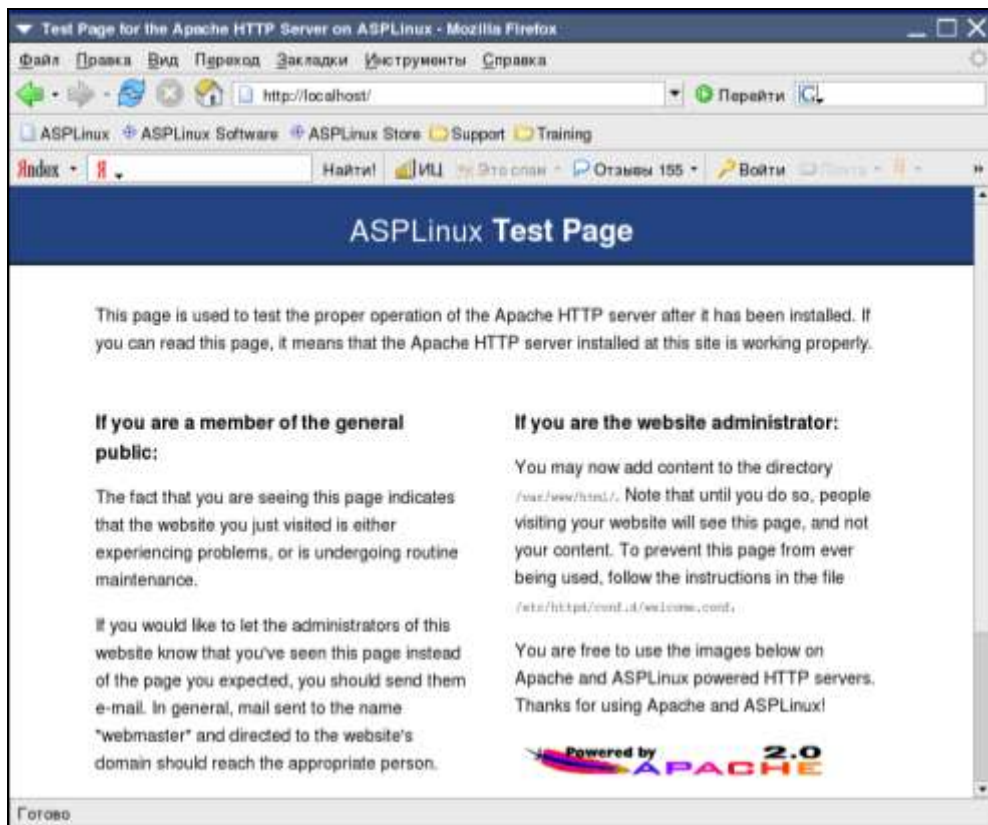 Test Page for the Apache HTTP Server on ASPLinux - Mozilla Firefox
Файл Правка Вид Переход Закладки Инструменты Справка
http://localhost/ Перейти
ASPLinux ASPLinux Software ASPLinux Store Support Training
Яndex Я Найти! ИЦ Отзывы 155 Войти Почта
ASPLinux Test Page
This page is used to test the proper operation of the Apache HTTP server after it has been installed. If
you can read this page, it means that the Apache HTTP server installed at this site is working properly.
If you are a member of the general
public:
The fact that you are seeing this page indicates
that the website you just visited is either
experiencing problems, or is undergoing routine
maintenance.
If you would like to let the administrators of this
website know that you've seen this page instead
of the page you expected, you should send them
e-mail. In general, mail sent to the name
"webmaster" and directed to the website's
domain should reach the appropriate person.
If you are the website administrator:
You may now add content to the directory
/var/www/html/. Note that until you do so, people
visiting your website will see this page, and not
your content. To prevent this page from ever
being used, follow the instructions in the file
/etc/httpd/conf.d/welcome.conf.
You are free to use the images below on
Apache and ASPLinux powered HTTP servers.
Thanks for using Apache and ASPLinux!
Powered by 2.0
APACHE
Готово